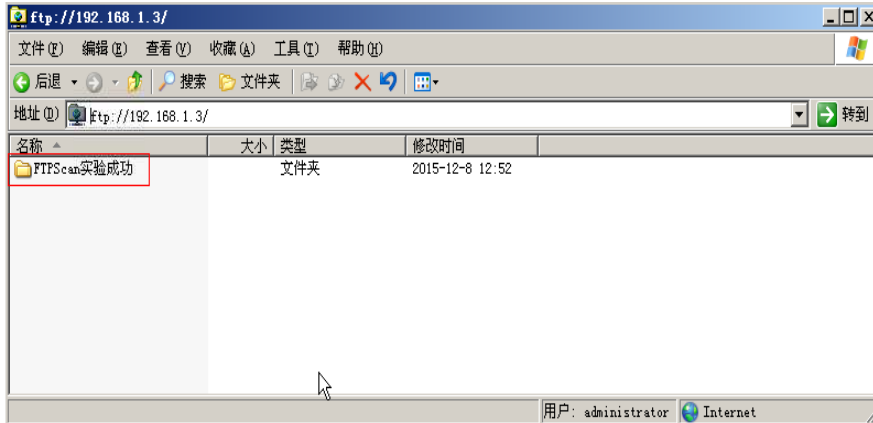 ftp://192.168.1.3/
文件(F) 编辑(E) 查看(V) 收藏(A) 工具(T) 帮助(H)
后退 搜索 文件夹
地址(D) ftp://192.168.1.3/ 转到
名称 大小 类型 修改时间
FTPScan实验成功 文件夹 2015-12-8 12:52
用户: administrator Internet